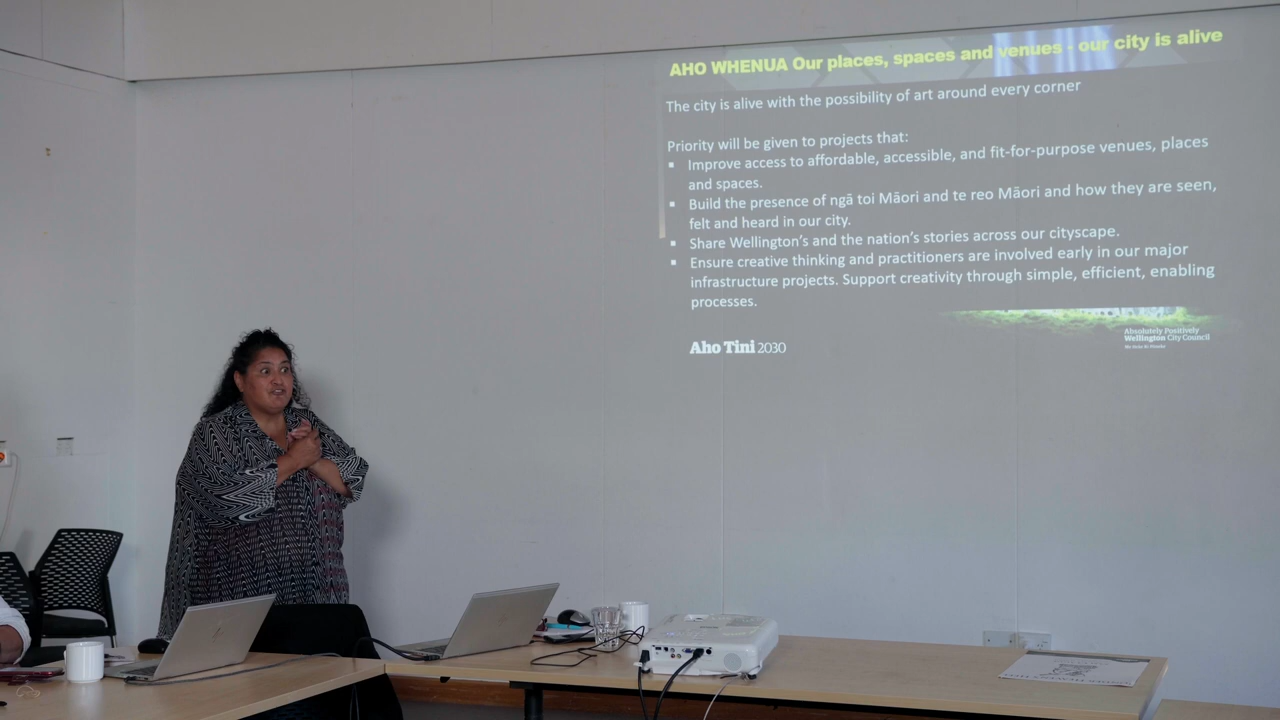 AHO WHENUA Our places, spaces and venues - our city is alive
The city is alive with the possibility of art around every corner
Priority will be given to projects that:
▪ Improve access to affordable, accessible, and fit-for-purpose venues, places
and spaces.
▪ Build the presence of ngā toi Māori and te reo Māori and how they are seen,
felt and heard in our city.
▪ Share Wellington's and the nation's stories across our cityscape.
▪ Ensure creative thinking and practitioners are involved early in our major
infrastructure projects. Support creativity through simple, efficient, enabling
processes.
Aho Tini 2030
Absolutely Positively
Wellington City Council